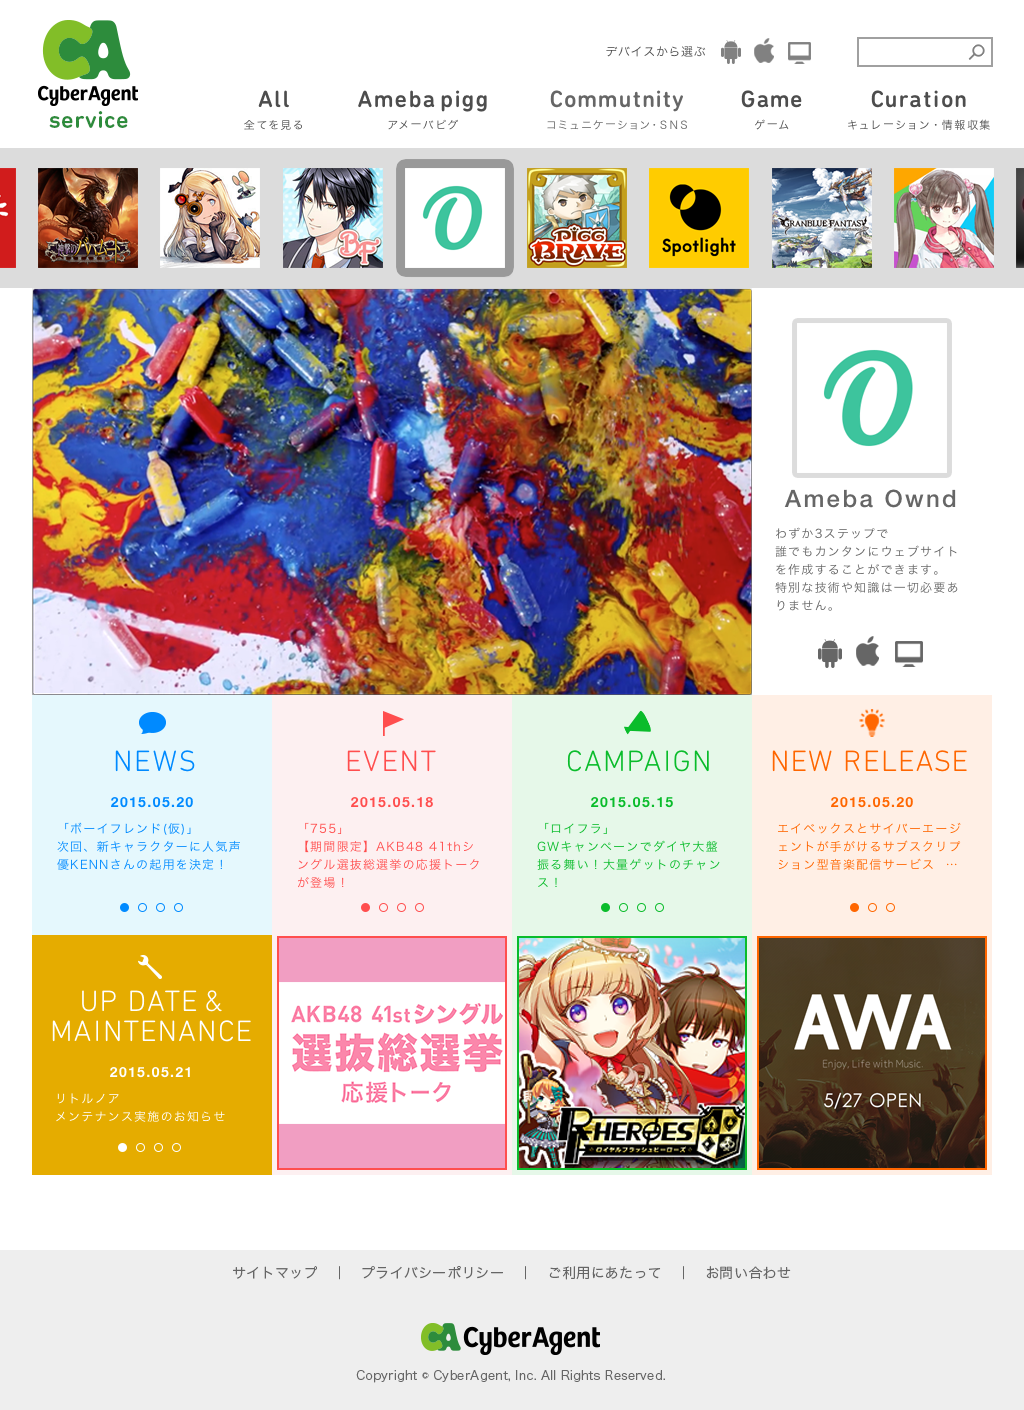 CyberAgent
service
デバイスから選ぶ
All
全てを見る
Ameba pigg
アメーバピグ
Commutnity
コミュニケーション・SNS
Game
ゲーム
Curation
キュレーション・情報収集
BF
PIGG
BRAVE
Spotlight
GRANBLUE FANTASY
Ameba Ownd
わずか3ステップで
誰でもカンタンにウェブサイト
を作成することができます。
特別な技術や知識は一切必要あ
りません。
NEWS
2015.05.20
「ボーイフレンド(仮)」
次回、新キャラクターに人気声
優KENNさんの起用を決定！
EVENT
2015.05.18
「755」
【期間限定】AKB48 41thシ
ングル選抜総選挙の応援トーク
が登場！
CAMPAIGN
2015.05.15
「ロイフラ」
GWキャンペーンでダイヤ大盤
振る舞い！大量ゲットのチャン
ス！
NEW RELEASE
2015.05.20
エイベックスとサイバーエージ
ェントが手がけるサブスクリプ
ション型音楽配信サービス …
UP DATE &
MAINTENANCE
2015.05.21
リトルノア
メンテナンス実施のお知らせ
AKB48 41stシングル
選抜総選挙
応援トーク
HEROES
☆ロイヤルフラッシュヒーローズ☆
AWA
Enjoy, Life with Music.
5/27 OPEN
サイトマップ | プライバシーポリシー | ご利用にあたって | お問い合わせ
CyberAgent
Copyright © CyberAgent, Inc. All Rights Reserved.